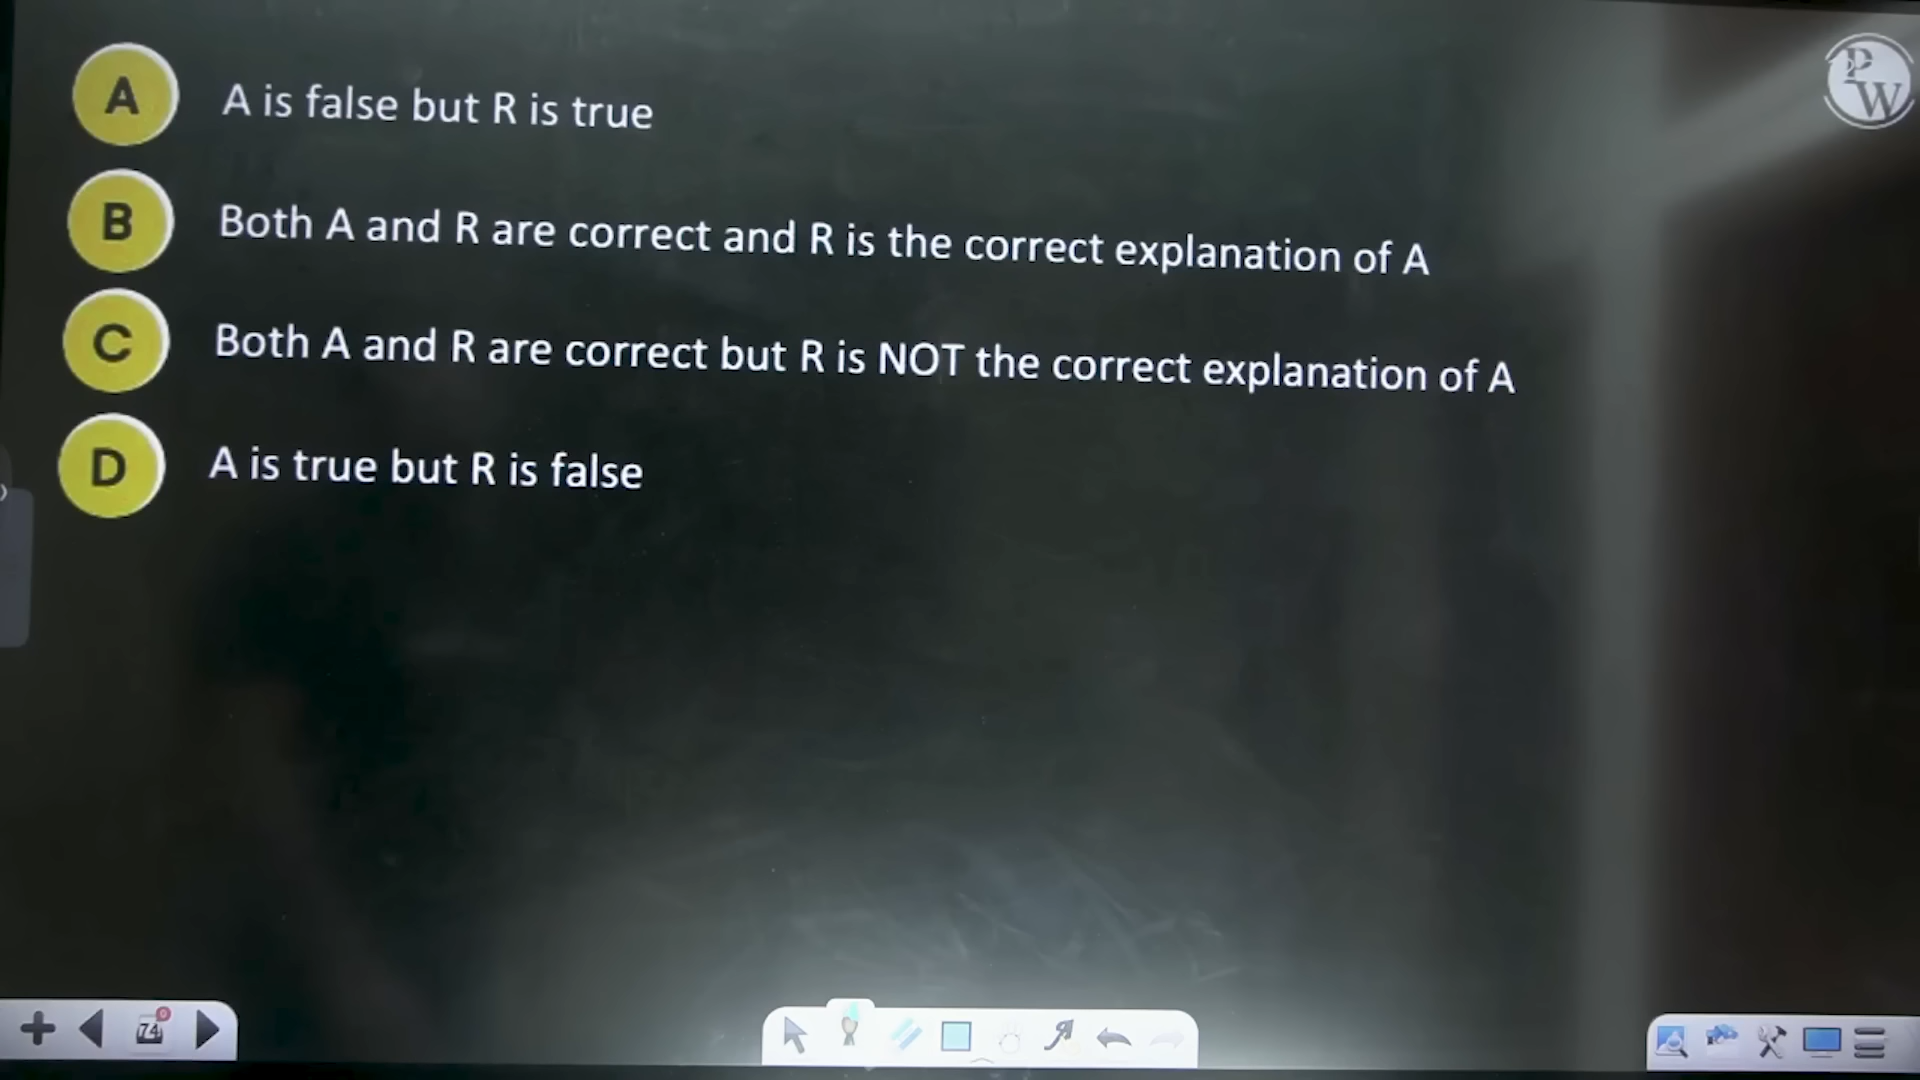 A A is false but R is true
PW
B Both A and R are correct and R is the correct explanation of A
C Both A and R are correct but R is NOT the correct explanation of A
D A is true but R is false
74